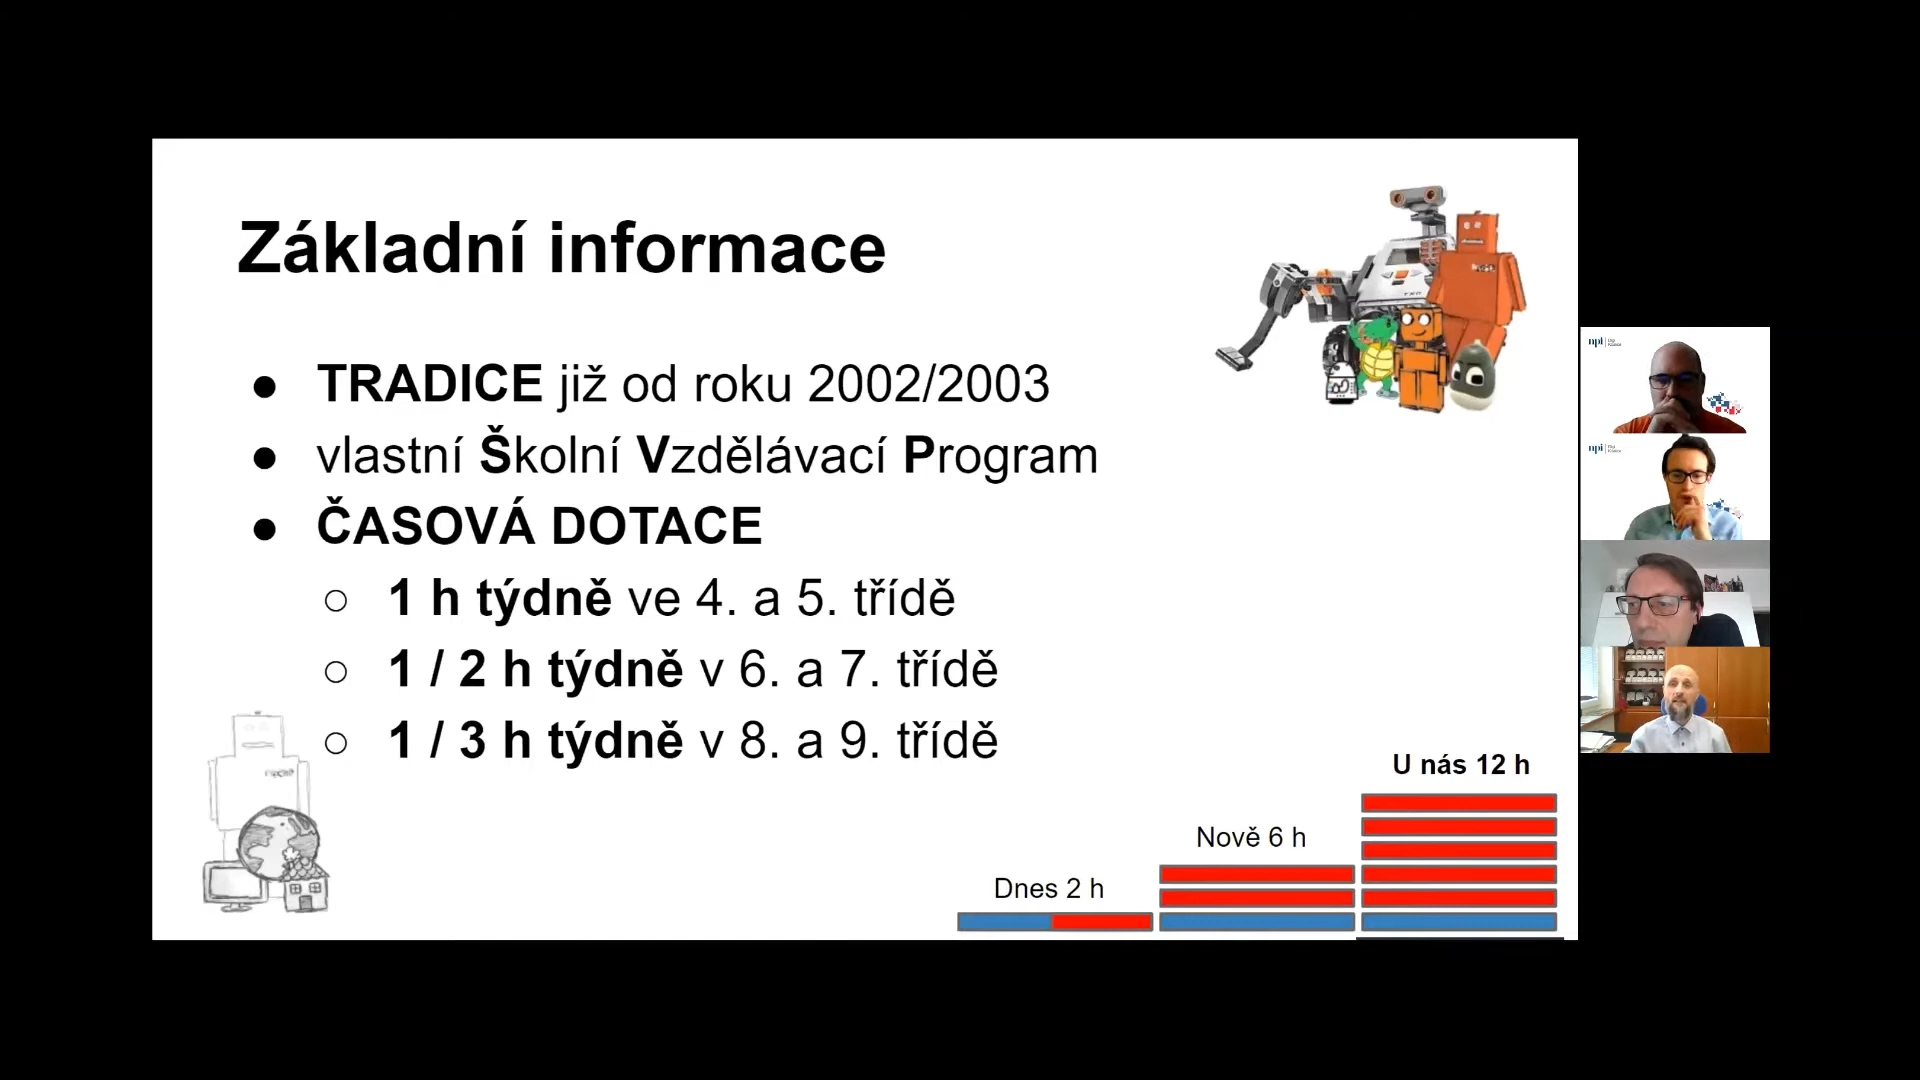 Základní informace
● TRADICE již od roku 2002/2003
● vlastní Školní Vzdělávací Program
● ČASOVÁ DOTACE
○ 1 h týdně ve 4. a 5. třídě
○ 1 / 2 h týdně v 6. a 7. třídě
○ 1 / 3 h týdně v 8. a 9. třídě
Dnes 2 h
Nově 6 h
U nás 12 h
npi
npi